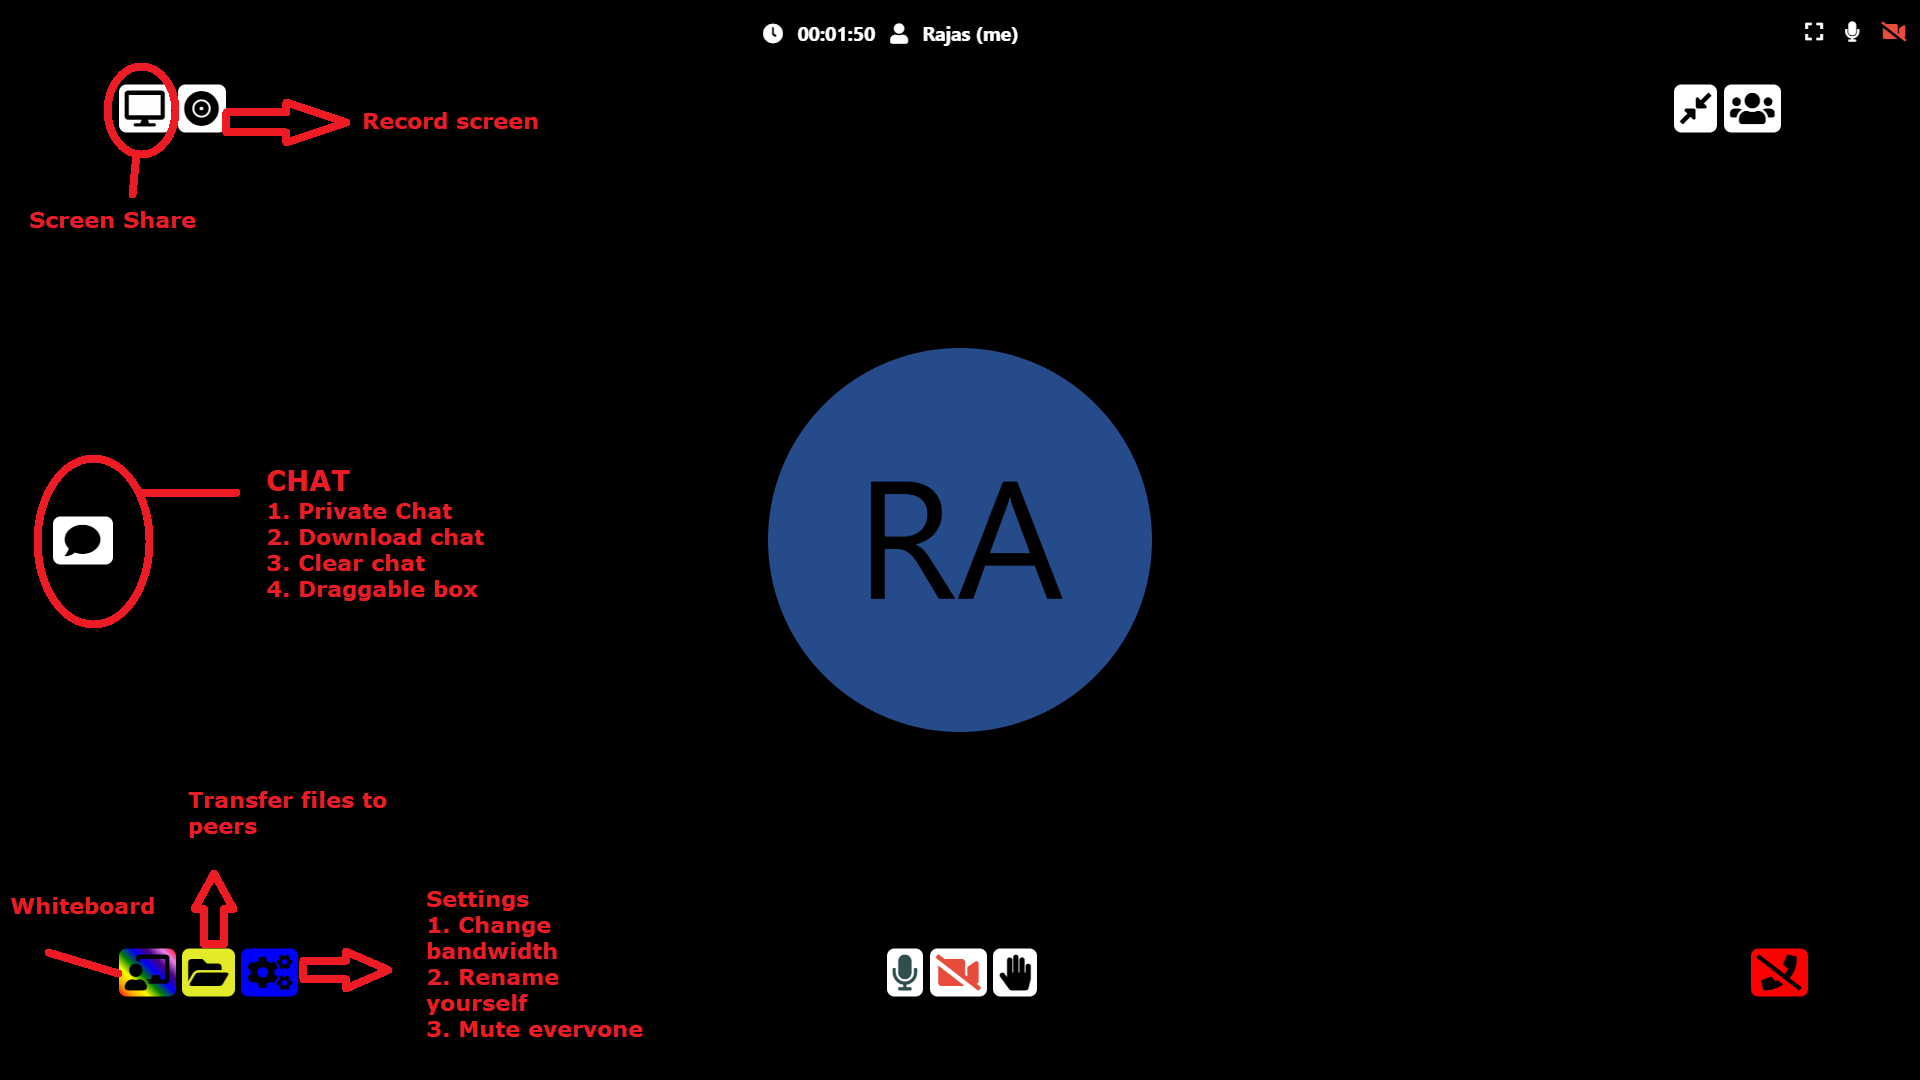 00:01:50 Rajas (me)
Record screen
Screen Share
CHAT
1. Private Chat
2. Download chat
3. Clear chat
4. Draggable box
RA
Transfer files to
peers
Whiteboard
Settings
1. Change
bandwidth
2. Rename
yourself
3. Mute everyone